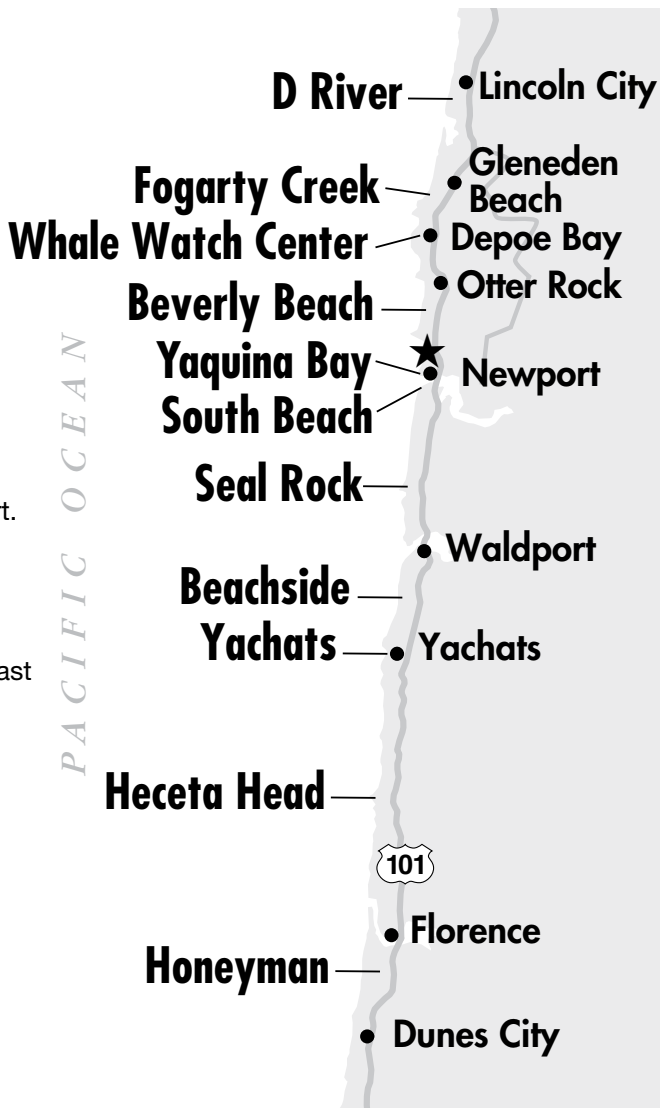 D River
Lincoln City
Gleneden
Beach
Fogarty Creek
Whale Watch Center
Depoe Bay
Otter Rock
Beverly Beach
Yaquina Bay
Newport
South Beach
Seal Rock
t.
Waldport
Beachside
Yachats
Yachats
ast
PACIFIC OCEAN
Heceta Head
101
Florence
Honeyman
Dunes City